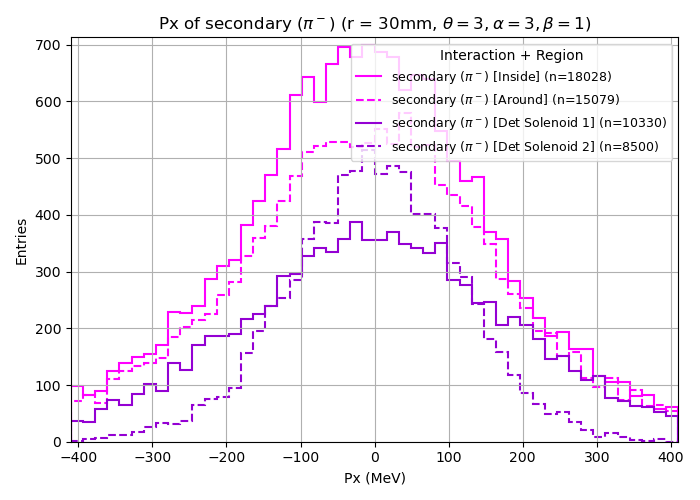 Px of secondary (π⁻) (r = 30mm, θ = 3, α = 3, β = 1)
Interaction + Region
secondary (π⁻) [Inside] (n=18028)
secondary (π⁻) [Around] (n=15079)
secondary (π⁻) [Det Solenoid 1] (n=10330)
secondary (π⁻) [Det Solenoid 2] (n=8500)
Entries
700
600
500
400
300
200
100
0
−400 −300 −200 −100 0 100 200 300 400
Px (MeV)